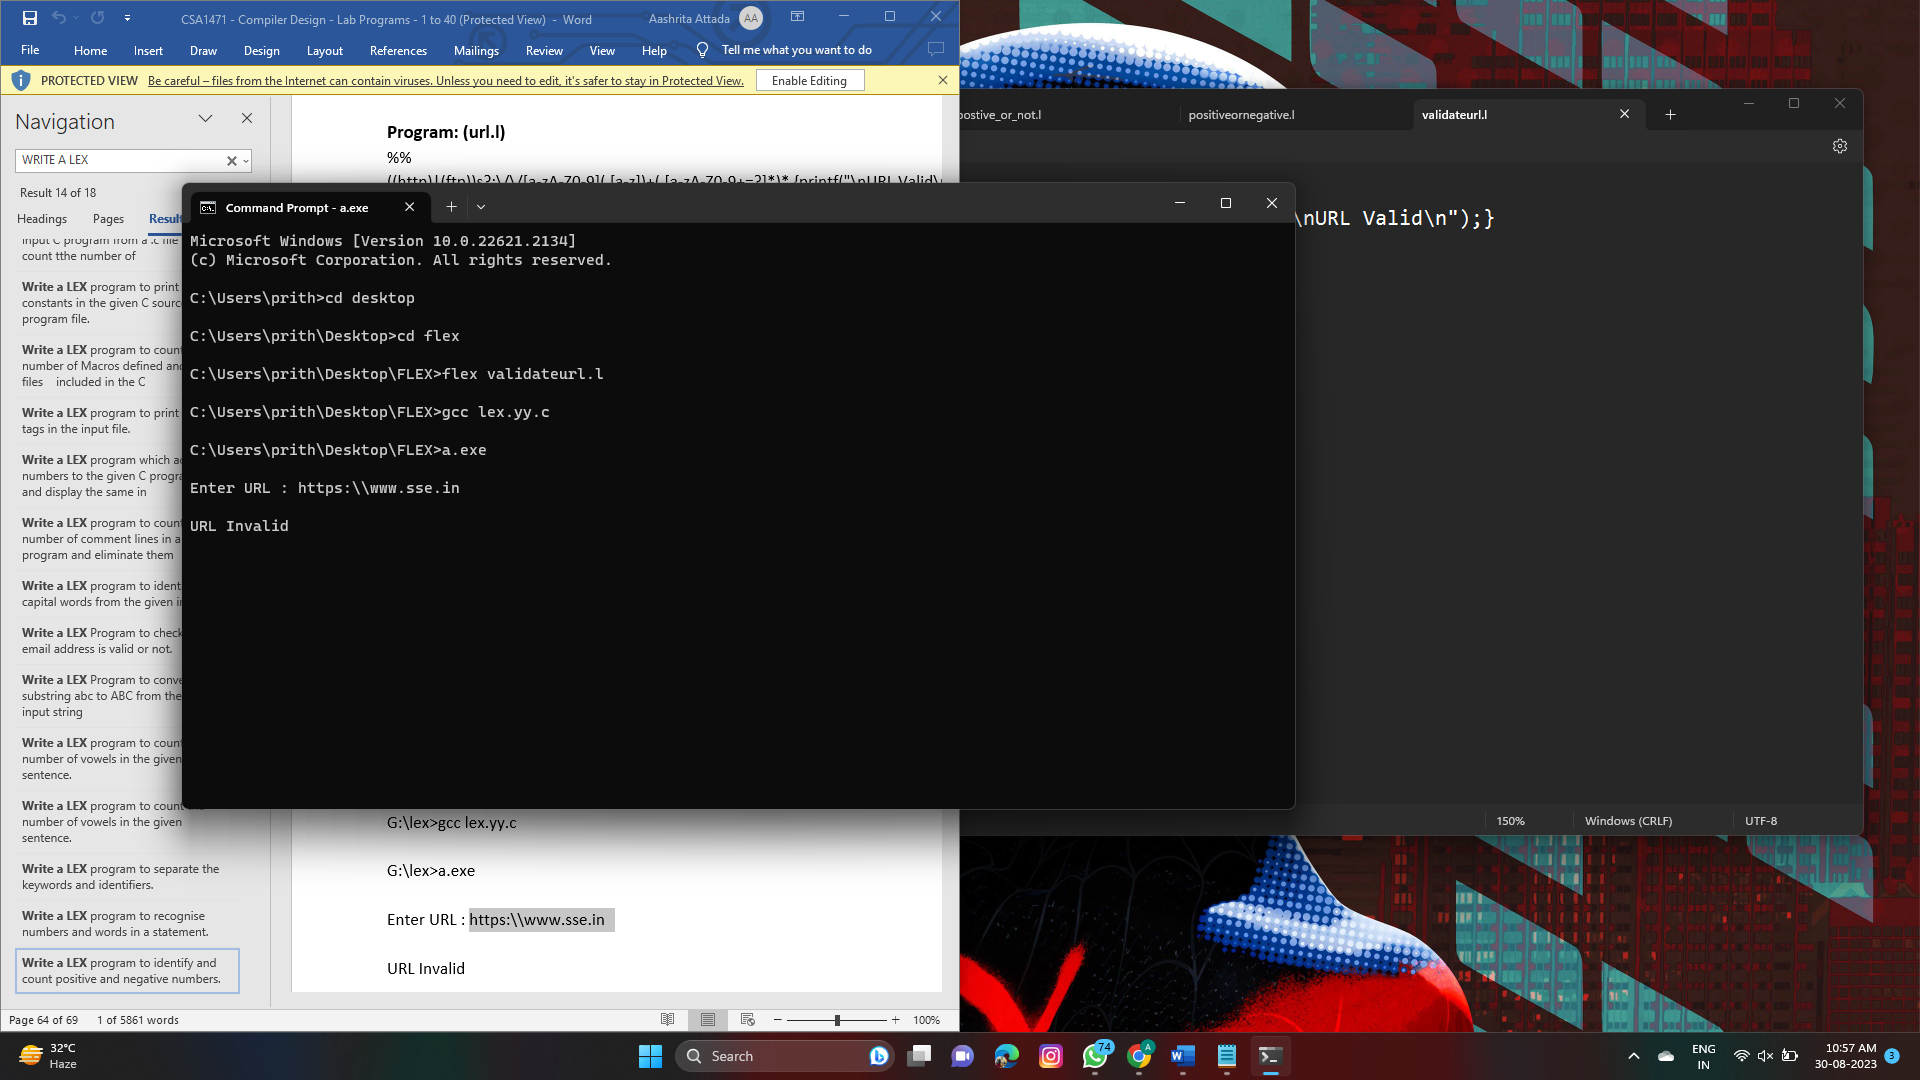 CSA1471 - Compiler Design - Lab Programs - 1 to 40 (Protected View) - Word
Aashrita Attada
AA
File Home Insert Draw Design Layout References Mailings Review View Help Tell me what you want to do
PROTECTED VIEW Be careful – files from the Internet can contain viruses. Unless you need to edit, it's safer to stay in Protected View. Enable Editing
Navigation
WRITE A LEX
Result 14 of 18
Headings Pages Result
input C program from a .c file
count tthe number of
Write a LEX program to print
constants in the given C sourc
program file.
Write a LEX program to count
number of Macros defined and
files included in the C
Write a LEX program to print
tags in the input file.
Write a LEX program which ad
numbers to the given C progra
and display the same in
Write a LEX program to count
number of comment lines in a
program and eliminate them
Write a LEX program to identi
capital words from the given in
Write a LEX Program to check
email address is valid or not.
Write a LEX Program to conve
substring abc to ABC from the
input string
Write a LEX program to count
number of vowels in the given
sentence.
Write a LEX program to count the
number of vowels in the given
sentence.
Write a LEX program to separate the
keywords and identifiers.
Write a LEX program to recognise
numbers and words in a statement.
Write a LEX program to identify and
count positive and negative numbers.
Program: (url.l)
%%
G:\lex>gcc lex.yy.c
G:\lex>a.exe
Enter URL : https:\\www.sse.in
URL Invalid
Page 64 of 69 1 of 5861 words
100%
Command Prompt - a.exe
Microsoft Windows [Version 10.0.22621.2134]
(c) Microsoft Corporation. All rights reserved.
C:\Users\prith>cd desktop
C:\Users\prith\Desktop>cd flex
C:\Users\prith\Desktop\FLEX>flex validateurl.l
C:\Users\prith\Desktop\FLEX>gcc lex.yy.c
C:\Users\prith\Desktop\FLEX>a.exe
Enter URL : https:\\www.sse.in
URL Invalid
postive_or_not.l positiveornegative.l validateurl.l
\nURL Valid\n");}
150% Windows (CRLF) UTF-8
32°C
Haze
Search
74
A
ENG
IN
10:57 AM
30-08-2023
3